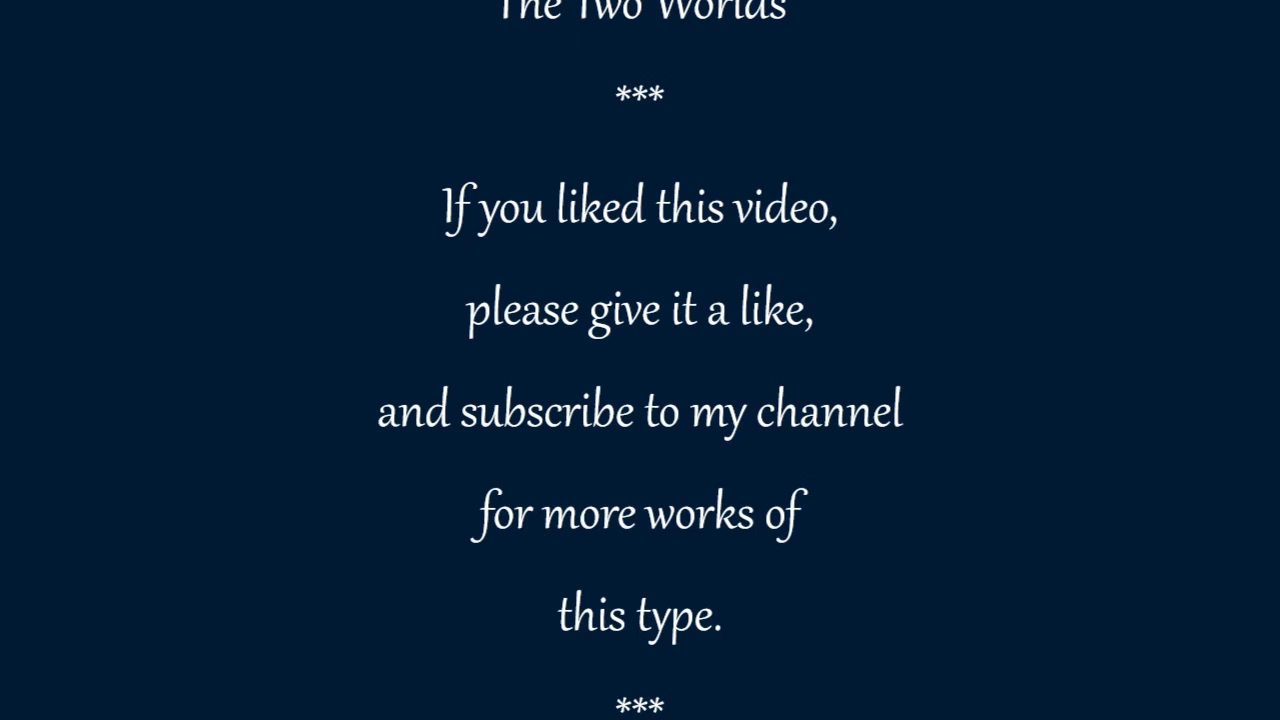 The Two Worlds
***
If you liked this video,
please give it a like,
and subscribe to my channel
for more works of
this type.
***